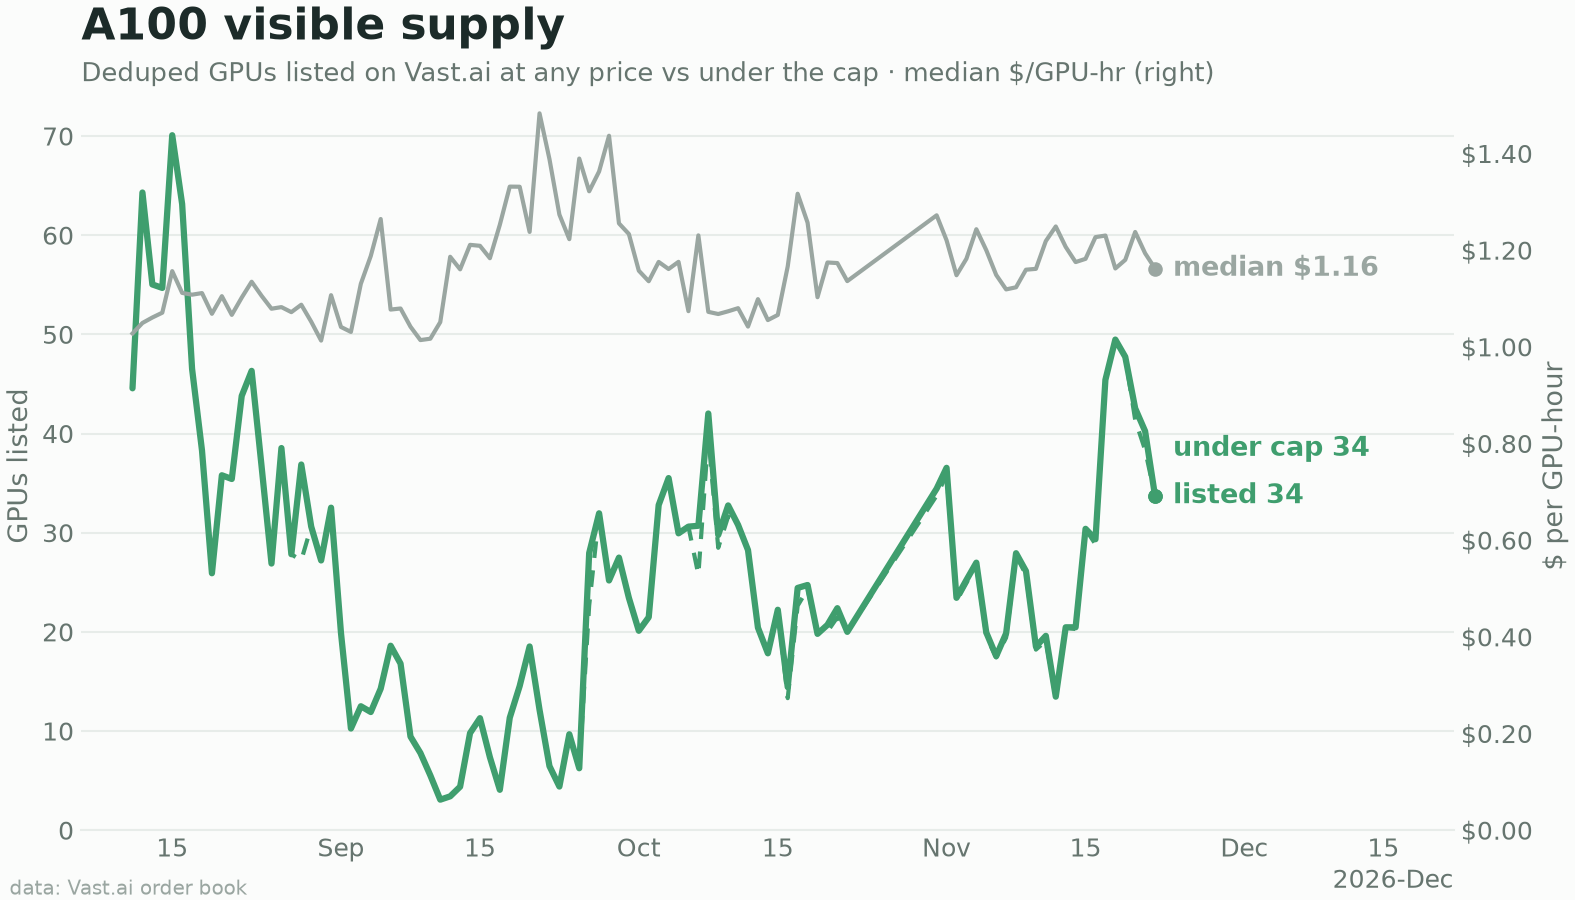 A100 visible supply
Deduped GPUs listed on Vast.ai at any price vs under the cap · median $/GPU-hr (right)
70
60
50
40
30
20
10
0
GPUs listed
$1.40
$1.20
$1.00
$0.80
$0.60
$0.40
$0.20
$0.00
$ per GPU-hour
median $1.16
under cap 34
listed 34
15
Sep
15
Oct
15
Nov
15
Dec
15
2026-Dec
data: Vast.ai order book